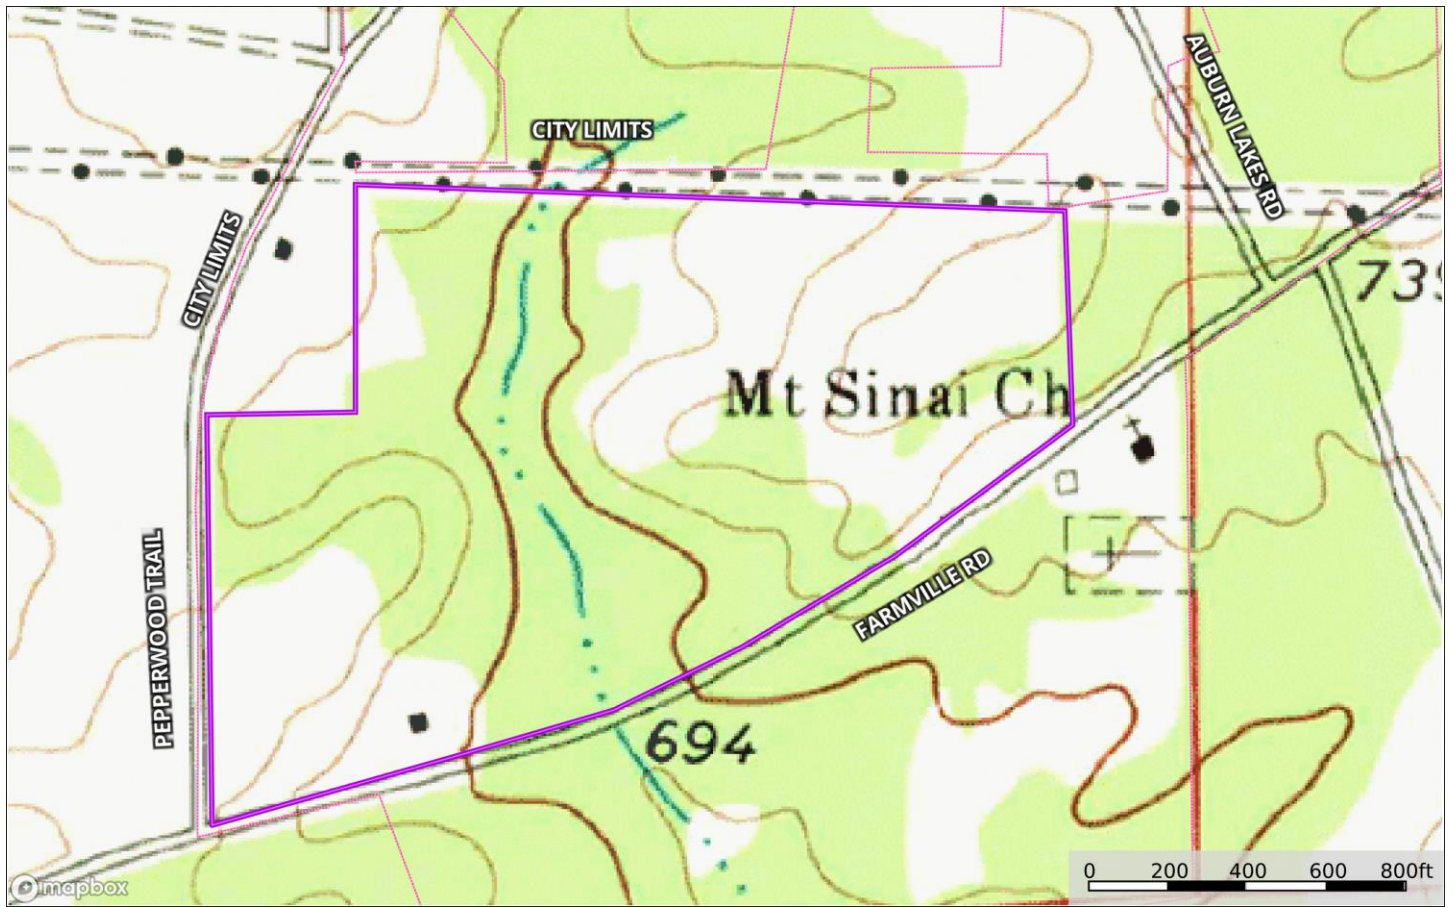 CITY LIMITS
AUBURN LAKES RD
CITY LIMITS
739
Mt Sinai Ch
PEPPERWOOD TRAIL
FARMVILLE RD
694
0 200 400 600 800ft
mapbox